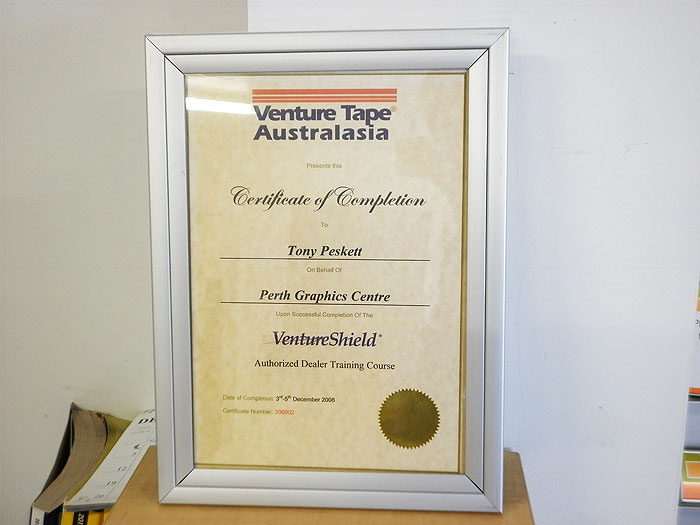 Venture Tape®
Australasia
Presents this
Certificate of Completion
To
Tony Peskett
On Behalf Of
Perth Graphics Centre
Upon Successful Completion Of The
VentureShield®
Authorized Dealer Training Course
Date of Completion: 3rd-5th December 2008
Certificate Number: 200902